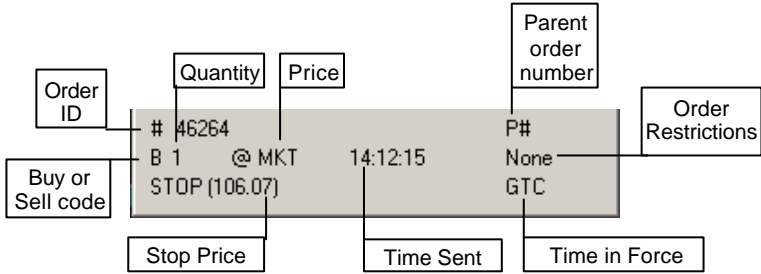 Parent
order
number
Quantity
Price
Order
ID
Order
Restrictions
# 46264 P#
B 1 @ MKT 14:12:15 None
STOP (106.07) GTC
Buy or
Sell code
Stop Price
Time Sent
Time in Force